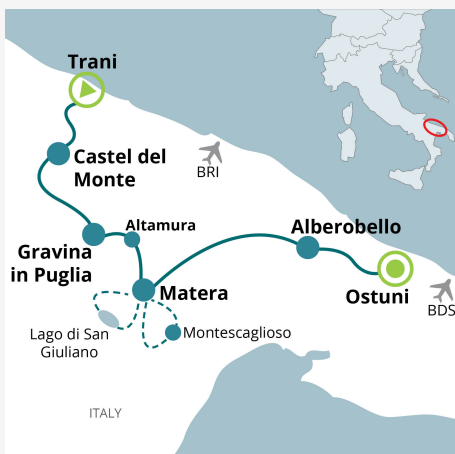 Trani
BRI
Castel del
Monte
Altamura
Alberobello
Gravina
in Puglia
Matera
Ostuni
BDS
Lago di San
Giuliano
Montescaglioso
ITALY